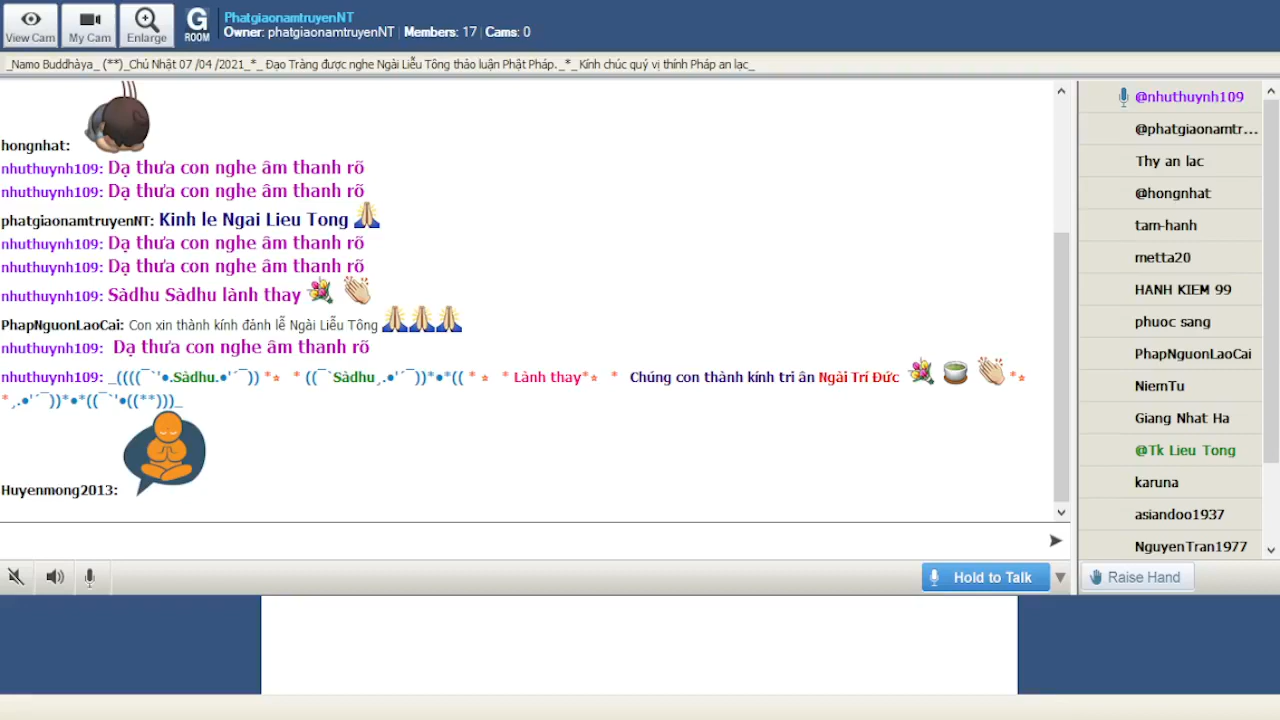 View Cam
My Cam
Enlarge
G
ROOM
PhatgiaonamtruyenNT
Owner: phatgiaonamtruyenNT | Members: 17 | Cams: 0
_Namo Buddhàya_ (**)_Chủ Nhật 07 /04 /2021_*_ Đạo Tràng được nghe Ngài Liễu Tông thảo luận Phật Pháp._*_ Kính chúc quý vị thính Pháp an lạc_
hongnhat:
nhuthuynh109: Dạ thưa con nghe âm thanh rõ
nhuthuynh109: Dạ thưa con nghe âm thanh rõ
phatgiaonamtruyenNT: Kinh le Ngai Lieu Tong
nhuthuynh109: Dạ thưa con nghe âm thanh rõ
nhuthuynh109: Dạ thưa con nghe âm thanh rõ
nhuthuynh109: Sàdhu Sàdhu lành thay
PhapNguonLaoCai: Con xin thành kính đảnh lễ Ngài Liễu Tông
nhuthuynh109: Dạ thưa con nghe âm thanh rõ
nhuthuynh109: _((((¯`'•.Sàdhu.•'´¯)) *⭒ * ((¯`Sàdhu¸.•'´¯))*•*(( * ⭒ * Lành thay*⭒ * Chúng con thành kính tri ân Ngài Trí Đức *⭒
*¸.•'´¯))*•*((¯`'•((**)))_
Huyenmong2013:
@nhuthuynh109
@phatgiaonamtr...
Thy an lac
@hongnhat
tam-hanh
metta20
HANH KIEM 99
phuoc sang
PhapNguonLaoCai
NiemTu
Giang Nhat Ha
@Tk Lieu Tong
karuna
asiandoo1937
NguyenTran1977
Hold to Talk
Raise Hand